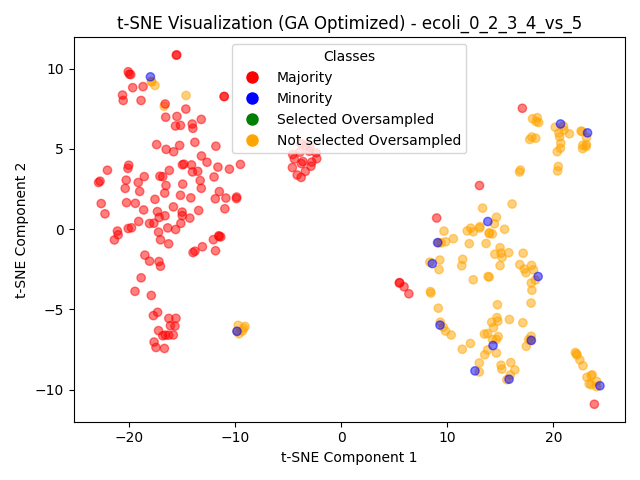 t-SNE Visualization (GA Optimized) - ecoli_0_2_3_4_vs_5
Classes
Majority
Minority
Selected Oversampled
Not selected Oversampled
10
5
0
−5
−10
t-SNE Component 2
−20
−10
0
10
20
t-SNE Component 1